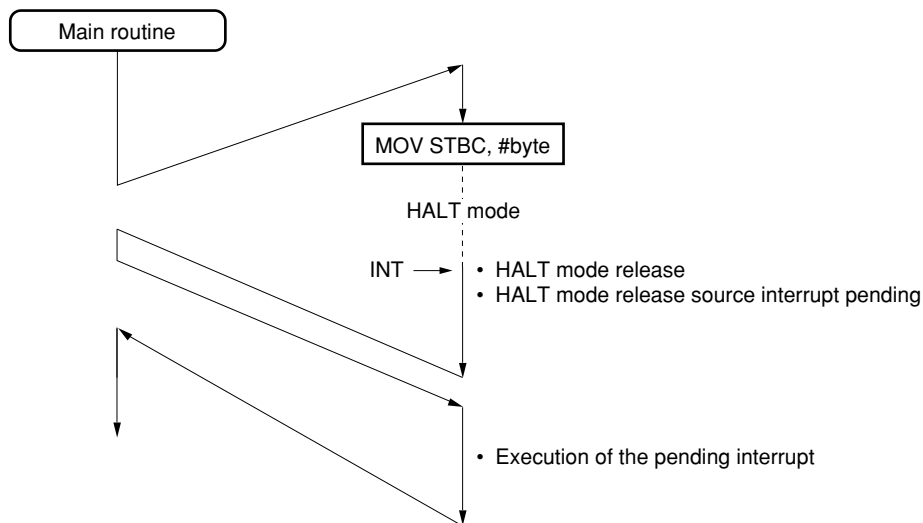 Main routine
MOV STBC, #byte
HALT mode
INT
• HALT mode release
• HALT mode release source interrupt pending
• Execution of the pending interrupt